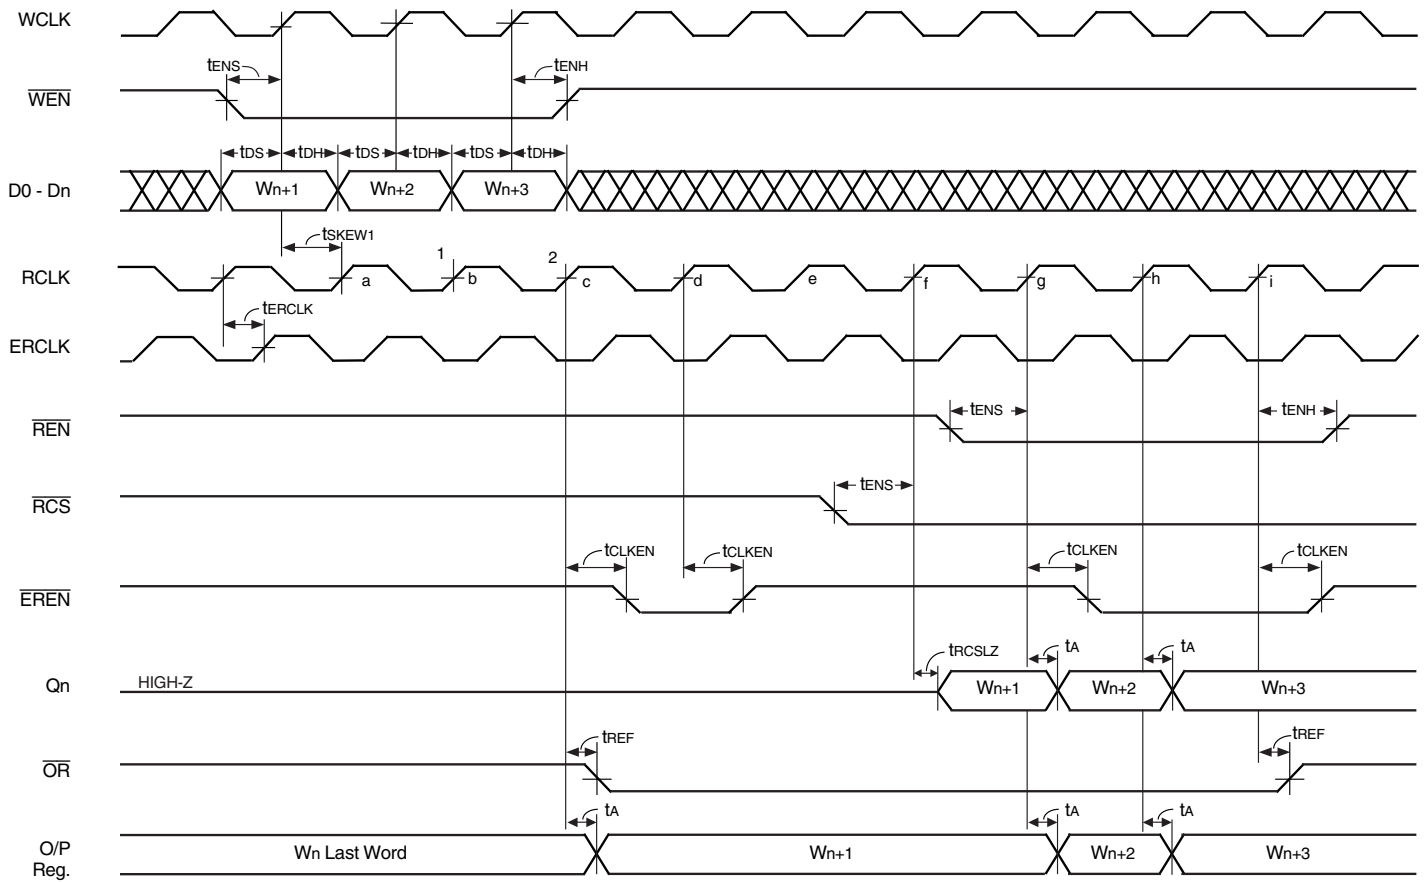 WCLK
tENS
tENH
WEN
tDS tDH tDS tDH tDS tDH
D0 - Dn
Wn+1 Wn+2 Wn+3
tSKEW1
1 2
RCLK
a b c d e f g h i
tERCLK
ERCLK
REN
tENS
tENH
RCS
tENS
tCLKEN tCLKEN tCLKEN tCLKEN
EREN
tRCSLZ
tA tA
Qn
HIGH-Z
Wn+1 Wn+2 Wn+3
tREF tREF
OR
tA tA tA
O/P
Reg.
Wn Last Word Wn+1 Wn+2 Wn+3